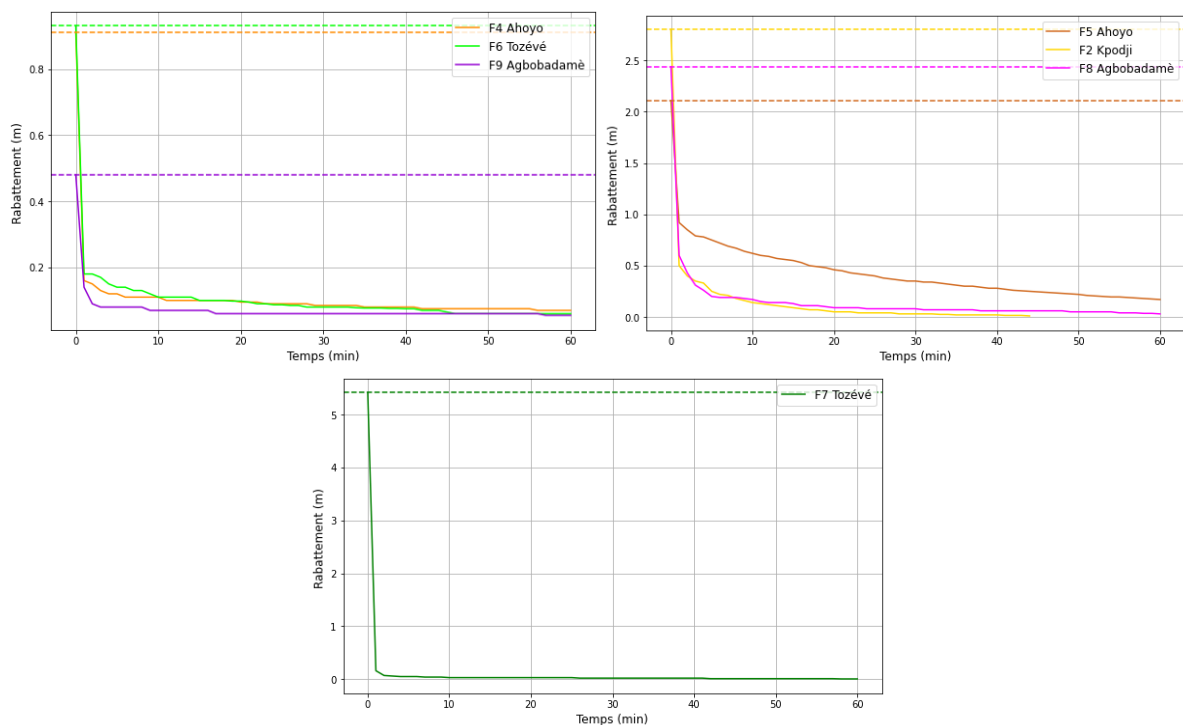 F4 Ahoyo
F6 Tozévé
F9 Agbobadamè
0.8
0.6
0.4
0.2
Rabattement (m)
0
10
20
30
40
50
60
Temps (min)
F5 Ahoyo
F2 Kpodji
F8 Agbobadamè
2.5
2.0
1.5
1.0
0.5
0.0
Rabattement (m)
0
10
20
30
40
50
60
Temps (min)
F7 Tozévé
5
4
3
2
1
0
Rabattement (m)
0
10
20
30
40
50
60
Temps (min)